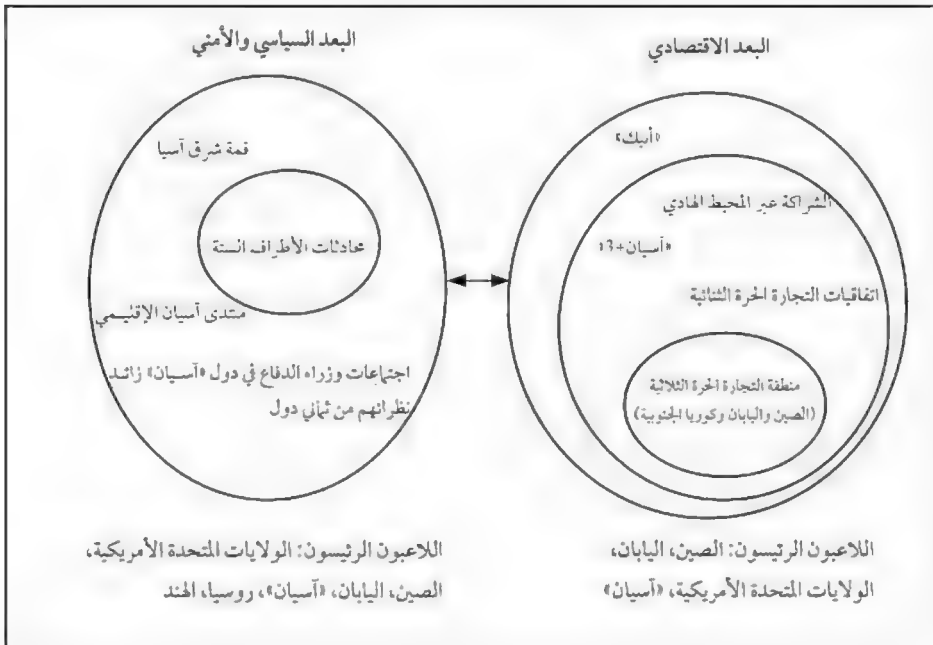 البعد الاقتصادي
«أبيك»
الشراكة عبر المحيط الهادي
«آسيان+3»
اتفاقيات التجارة الحرة الثنائية
منطقة التجارة الحرة الثلاثية
(الصين واليابان وكوريا الجنوبية)
اللاعبون الرئيسون: الصين، اليابان،
الولايات المتحدة الأمريكية، «آسيان»
البعد السياسي والأمني
قمة شرق آسيا
محادثات الأطراف الستة
منتدى آسيان الإقليمي
اجتماعات وزراء الدفاع في دول «آسيان» زائد
نظرائهم من ثماني دول
اللاعبون الرئيسون: الولايات المتحدة الأمريكية،
الصين، اليابان، «آسيان»، روسيا، الهند